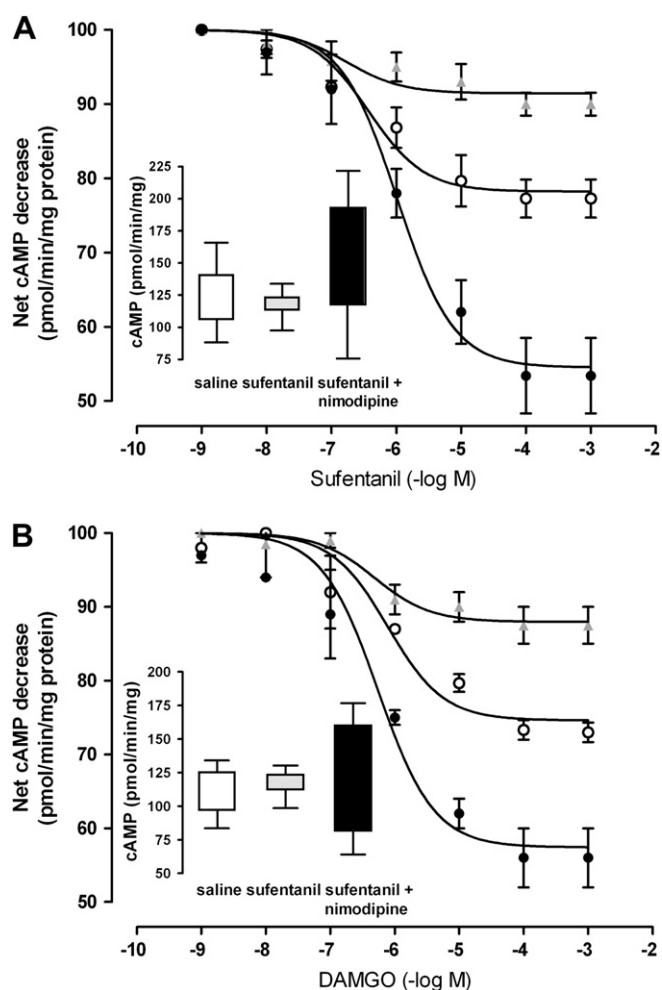 A
Net cAMP decrease
(pmol/min/mg protein)
100
90
80
70
60
50
cAMP (pmol/min/mg)
225
200
175
150
125
100
75
saline sufentanil sufentanil +
nimodipine
-10 -9 -8 -7 -6 -5 -4 -3 -2
Sufentanil (-log M)
B
Net cAMP decrease
(pmol/min/mg protein)
100
90
80
70
60
50
cAMP (pmol/min/mg)
200
175
150
125
100
75
50
saline sufentanil sufentanil +
nimodipine
-10 -9 -8 -7 -6 -5 -4 -3 -2
DAMGO (-log M)